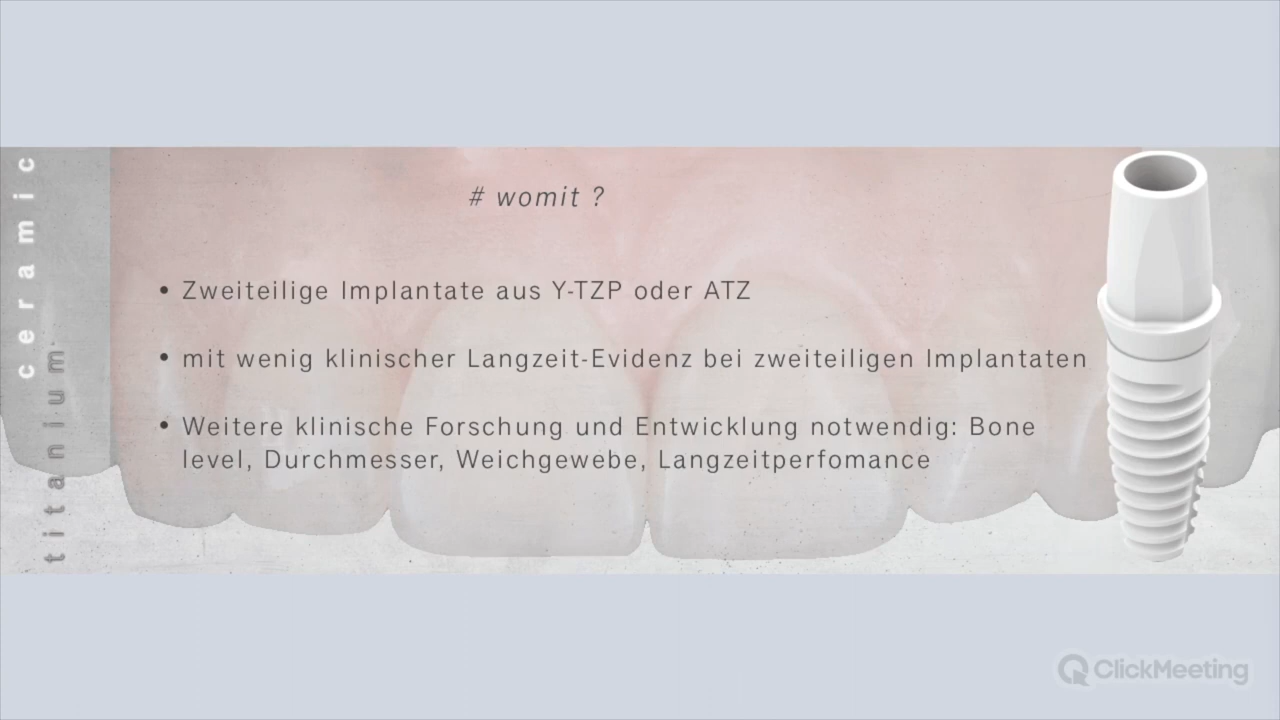 # womit ?
• Zweiteilige Implantate aus Y-TZP oder ATZ
• mit wenig klinischer Langzeit-Evidenz bei zweiteiligen Implantaten
• Weitere klinische Forschung und Entwicklung notwendig: Bone
level, Durchmesser, Weichgewebe, Langzeitperfomance
ceramic
titanium
ClickMeeting